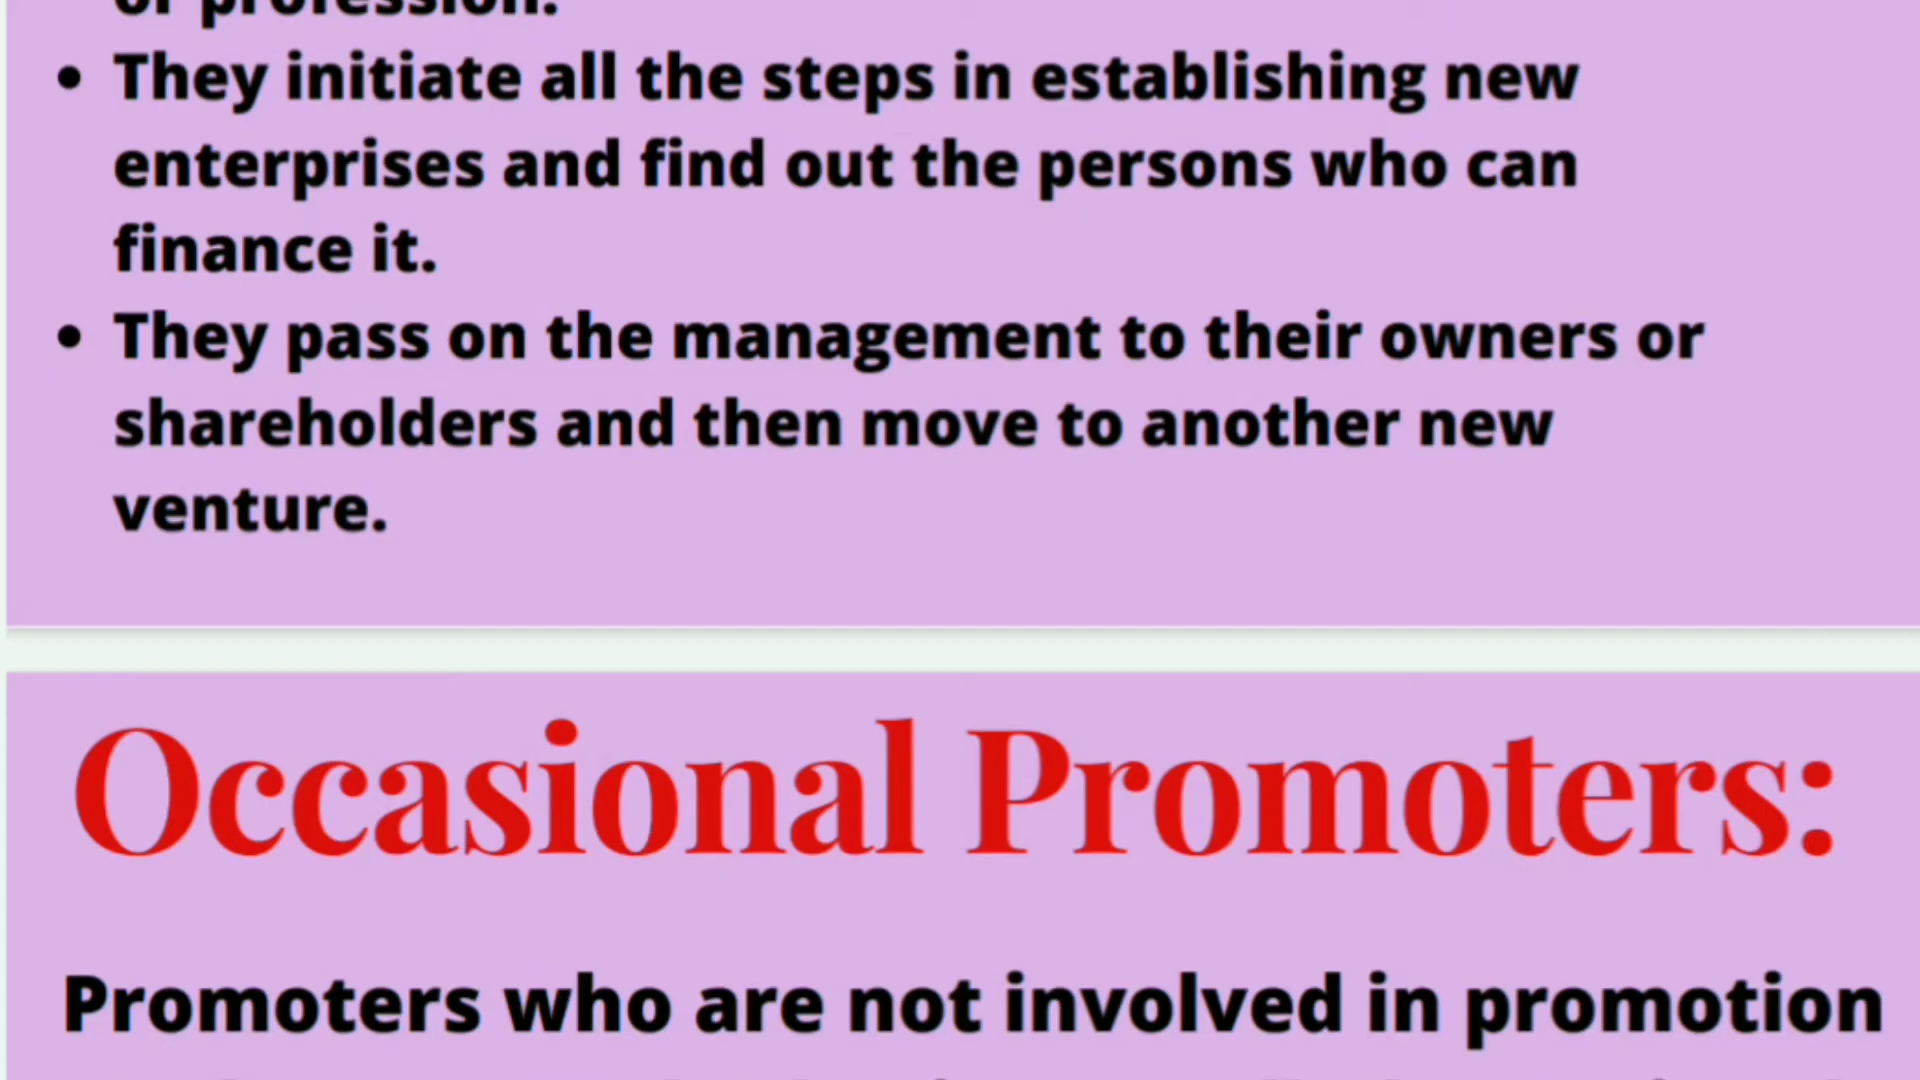 or profession.
They initiate all the steps in establishing new
enterprises and find out the persons who can
finance it.
They pass on the management to their owners or
shareholders and then move to another new
venture.
Occasional Promoters:
Promoters who are not involved in promotion